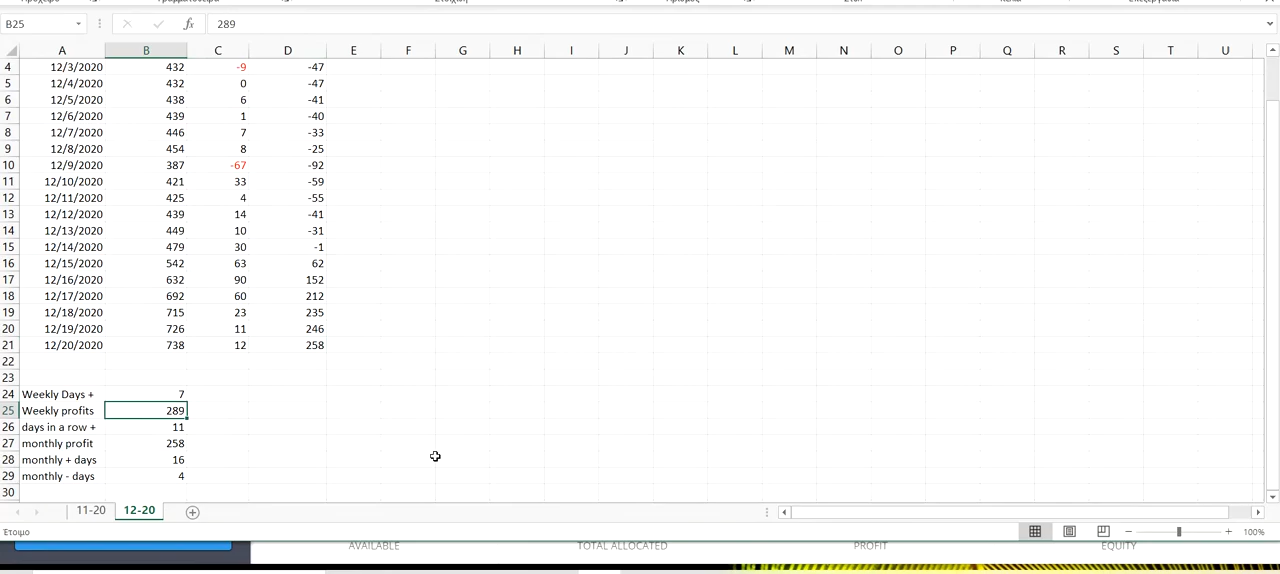 Πρόχειρο Γραμματοσειρά Στοίχιση Αριθμός Στυλ Κελιά Επεξεργασία
B25 fx 289
A B C D E F G H I J K L M N O P Q R S T U
4 12/3/2020 432 -9 -47
5 12/4/2020 432 0 -47
6 12/5/2020 438 6 -41
7 12/6/2020 439 1 -40
8 12/7/2020 446 7 -33
9 12/8/2020 454 8 -25
10 12/9/2020 387 -67 -92
11 12/10/2020 421 33 -59
12 12/11/2020 425 4 -55
13 12/12/2020 439 14 -41
14 12/13/2020 449 10 -31
15 12/14/2020 479 30 -1
16 12/15/2020 542 63 62
17 12/16/2020 632 90 152
18 12/17/2020 692 60 212
19 12/18/2020 715 23 235
20 12/19/2020 726 11 246
21 12/20/2020 738 12 258
22
23
24 Weekly Days + 7
25 Weekly profits 289
26 days in a row + 11
27 monthly profit 258
28 monthly + days 16
29 monthly - days 4
30
11-20 12-20
Έτοιμο 100%
AVAILABLE TOTAL ALLOCATED PROFIT EQUITY